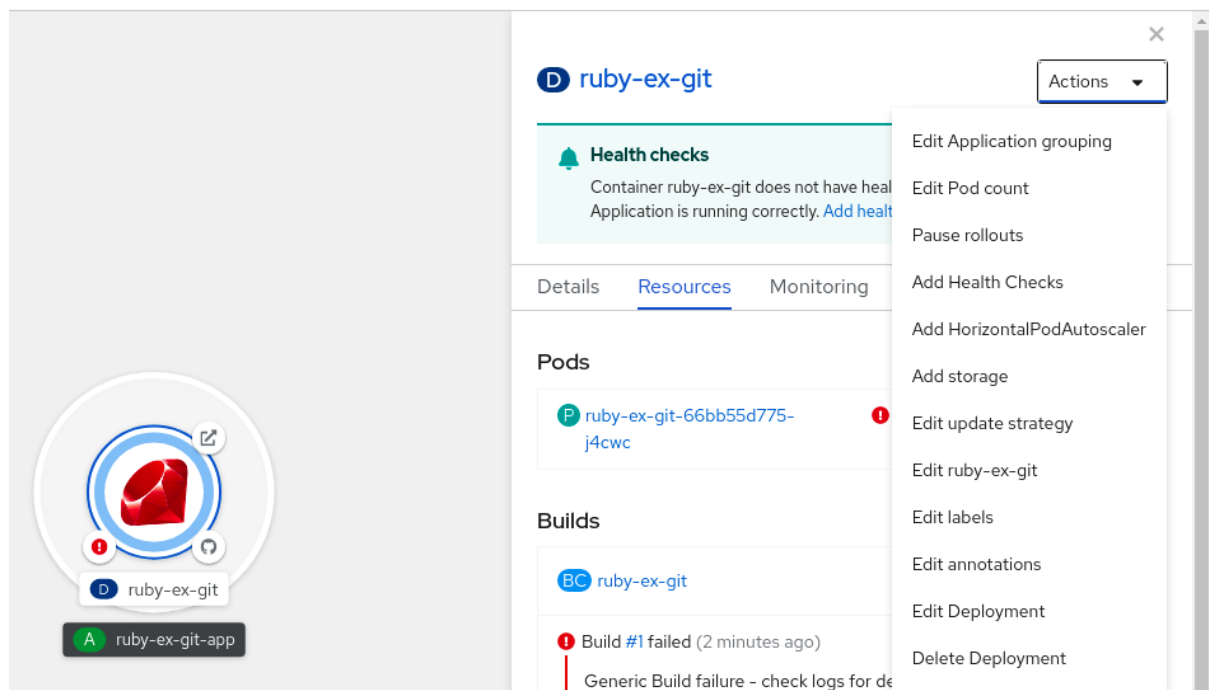 D ruby-ex-git
Actions
Health checks
Container ruby-ex-git does not have
Application is running correctly. Add
Edit Application grouping
Edit Pod count
Pause rollouts
Add Health Checks
Add HorizontalPodAutoscaler
Add storage
Edit update strategy
Edit ruby-ex-git
Edit labels
Edit annotations
Edit Deployment
Delete Deployment
Details Resources Monitoring
Pods
P ruby-ex-git-66bb55d775-
j4cwc
Builds
BC ruby-ex-git
Build #1 failed (2 minutes ago)
Generic Build failure - check logs for
D ruby-ex-git
A ruby-ex-git-app